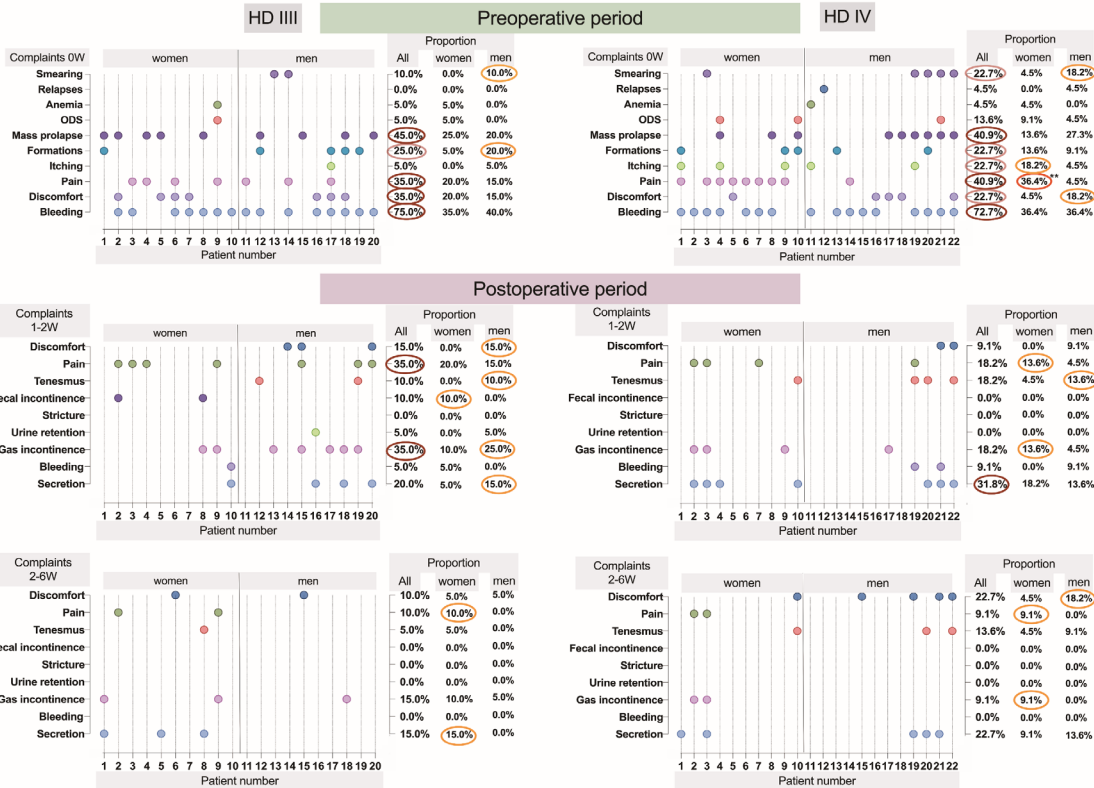 HD IIII Preoperative period HD IV
Proportion
Complaints 0W women men All women men
Smearing 10.0% 0.0% 10.0%
Relapses 0.0% 0.0% 0.0%
Anemia 5.0% 5.0% 0.0%
ODS 5.0% 5.0% 0.0%
Mass prolapse 45.0% 25.0% 20.0%
Formations 25.0% 5.0% 20.0%
Itching 5.0% 0.0% 5.0%
Pain 35.0% 20.0% 15.0%
Discomfort 35.0% 20.0% 15.0%
Bleeding 75.0% 35.0% 40.0%
1 2 3 4 5 6 7 8 9 10 11 12 13 14 15 16 17 18 19 20
Patient number
Proportion
Complaints 0W women men All women men
Smearing 22.7% 4.5% 18.2%
Relapses 4.5% 0.0% 4.5%
Anemia 4.5% 4.5% 0.0%
ODS 13.6% 9.1% 4.5%
Mass prolapse 40.9% 13.6% 27.3%
Formations 22.7% 13.6% 9.1%
Itching 22.7% 18.2% 4.5%
Pain 40.9% 36.4% ** 4.5%
Discomfort 22.7% 4.5% 18.2%
Bleeding 72.7% 36.4% 36.4%
1 2 3 4 5 6 7 8 9 10 11 12 13 14 15 16 17 18 19 20 21 22
Patient number
Postoperative period
Complaints
1-2W
Proportion
women men All women men
Discomfort 15.0% 0.0% 15.0%
Pain 35.0% 20.0% 15.0%
Tenesmus 10.0% 0.0% 10.0%
ecal incontinence 10.0% 10.0% 0.0%
Stricture 0.0% 0.0% 0.0%
Urine retention 5.0% 0.0% 5.0%
Gas incontinence 35.0% 10.0% 25.0%
Bleeding 5.0% 5.0% 0.0%
Secretion 20.0% 5.0% 15.0%
1 2 3 4 5 6 7 8 9 10 11 12 13 14 15 16 17 18 19 20
Patient number
Complaints
1-2W
Proportion
women men All women men
Discomfort 9.1% 0.0% 9.1%
Pain 18.2% 13.6% 4.5%
Tenesmus 18.2% 4.5% 13.6%
Fecal incontinence 0.0% 0.0% 0.0%
Stricture 0.0% 0.0% 0.0%
Urine retention 0.0% 0.0% 0.0%
Gas incontinence 18.2% 13.6% 4.5%
Bleeding 9.1% 0.0% 9.1%
Secretion 31.8% 18.2% 13.6%
1 2 3 4 5 6 7 8 9 10 11 12 13 14 15 16 17 18 19 20 21 22
Patient number
Complaints
2-6W
Proportion
women men All women men
Discomfort 10.0% 5.0% 5.0%
Pain 10.0% 10.0% 0.0%
Tenesmus 5.0% 5.0% 0.0%
ecal incontinence 0.0% 0.0% 0.0%
Stricture 0.0% 0.0% 0.0%
Urine retention 0.0% 0.0% 0.0%
Gas incontinence 15.0% 10.0% 5.0%
Bleeding 0.0% 0.0% 0.0%
Secretion 15.0% 15.0% 0.0%
1 2 3 4 5 6 7 8 9 10 11 12 13 14 15 16 17 18 19 20
Patient number
Complaints
2-6W
Proportion
women men All women men
Discomfort 22.7% 4.5% 18.2%
Pain 9.1% 9.1% 0.0%
Tenesmus 13.6% 4.5% 9.1%
Fecal incontinence 0.0% 0.0% 0.0%
Stricture 0.0% 0.0% 0.0%
Urine retention 0.0% 0.0% 0.0%
Gas incontinence 9.1% 9.1% 0.0%
Bleeding 0.0% 0.0% 0.0%
Secretion 22.7% 9.1% 13.6%
1 2 3 4 5 6 7 8 9 10 11 12 13 14 15 16 17 18 19 20 21 22
Patient number